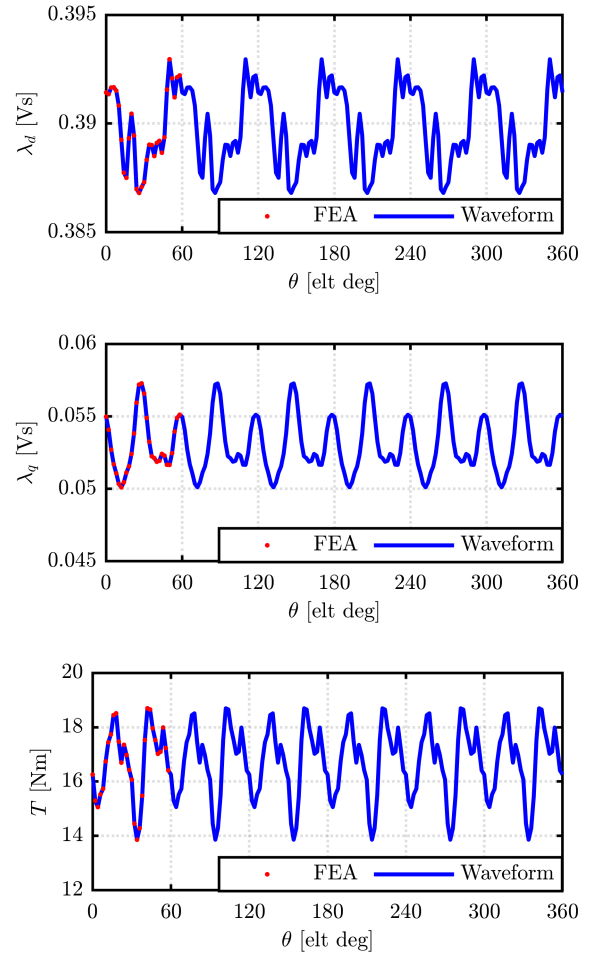 0.395
0.39
0.385
λd [Vs]
FEA Waveform
0 60 120 180 240 300 360
θ [elt deg]
0.06
0.055
0.05
0.045
λq [Vs]
FEA Waveform
0 60 120 180 240 300 360
θ [elt deg]
20
18
16
14
12
T [Nm]
FEA Waveform
0 60 120 180 240 300 360
θ [elt deg]